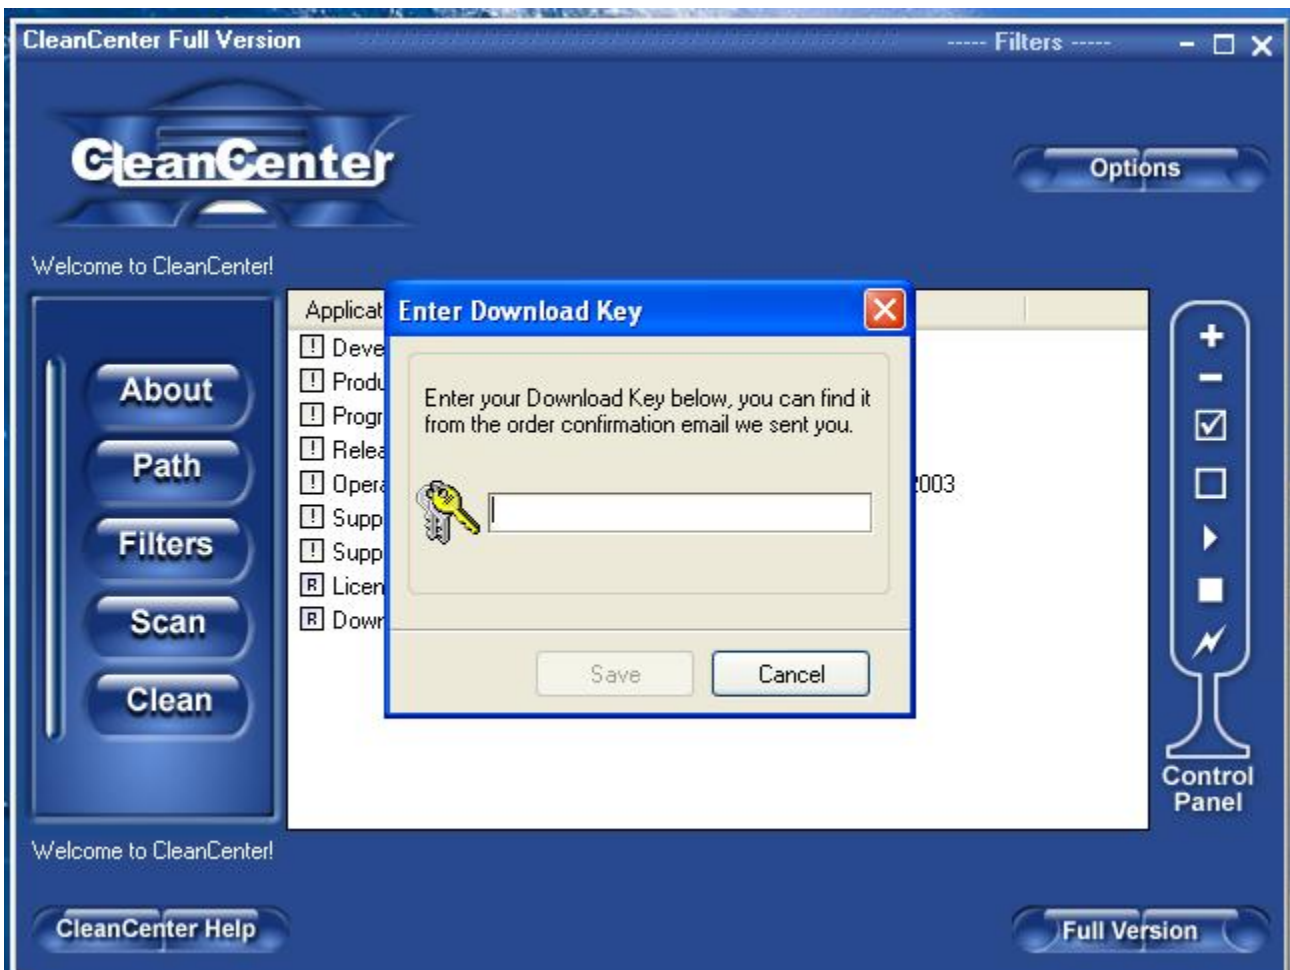 CleanCenter Full Version ----- Filters -----
CleanCenter
Options
Welcome to CleanCenter!
Enter Download Key
Enter your Download Key below, you can find it
from the order confirmation email we sent you.
Save Cancel
2003
About
Path
Filters
Scan
Clean
Control
Panel
Welcome to CleanCenter!
CleanCenter Help
Full Version